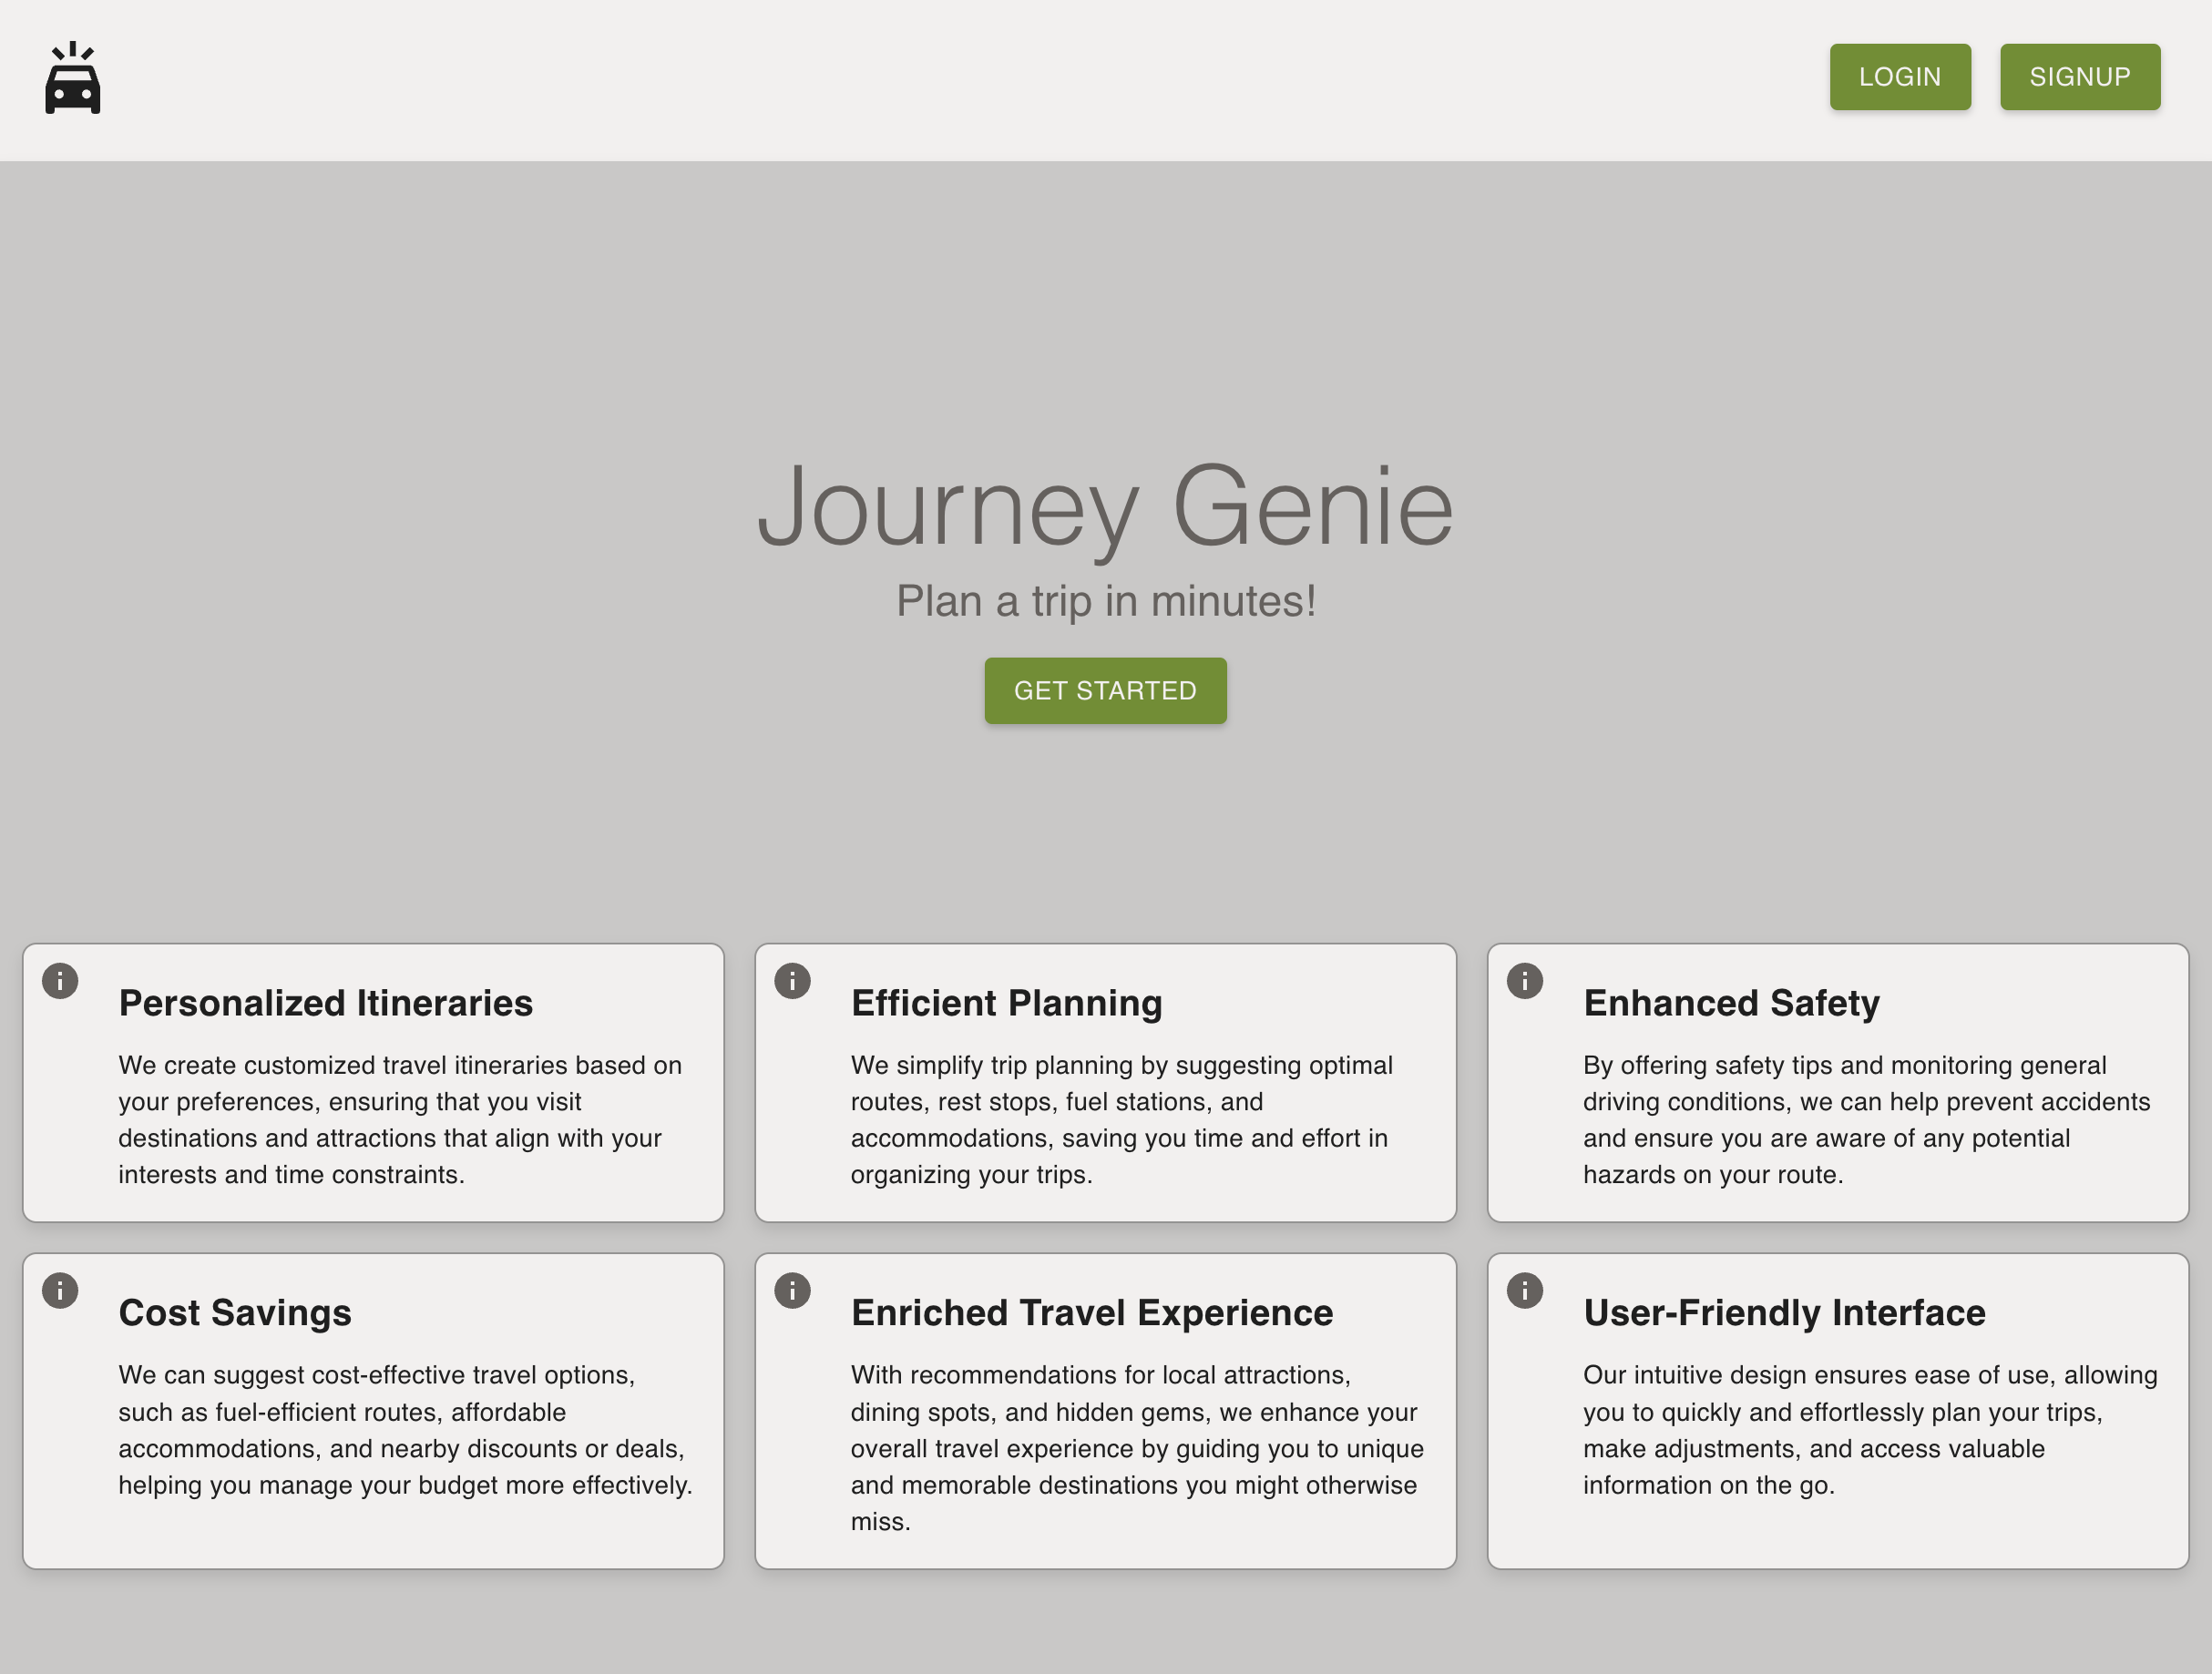 LOGIN
SIGNUP
Journey Genie
Plan a trip in minutes!
GET STARTED
Personalized Itineraries
We create customized travel itineraries based on
your preferences, ensuring that you visit
destinations and attractions that align with your
interests and time constraints.
Efficient Planning
We simplify trip planning by suggesting optimal
routes, rest stops, fuel stations, and
accommodations, saving you time and effort in
organizing your trips.
Enhanced Safety
By offering safety tips and monitoring general
driving conditions, we can help prevent accidents
and ensure you are aware of any potential
hazards on your route.
Cost Savings
We can suggest cost-effective travel options,
such as fuel-efficient routes, affordable
accommodations, and nearby discounts or deals,
helping you manage your budget more effectively.
Enriched Travel Experience
With recommendations for local attractions,
dining spots, and hidden gems, we enhance your
overall travel experience by guiding you to unique
and memorable destinations you might otherwise
miss.
User-Friendly Interface
Our intuitive design ensures ease of use, allowing
you to quickly and effortlessly plan your trips,
make adjustments, and access valuable
information on the go.